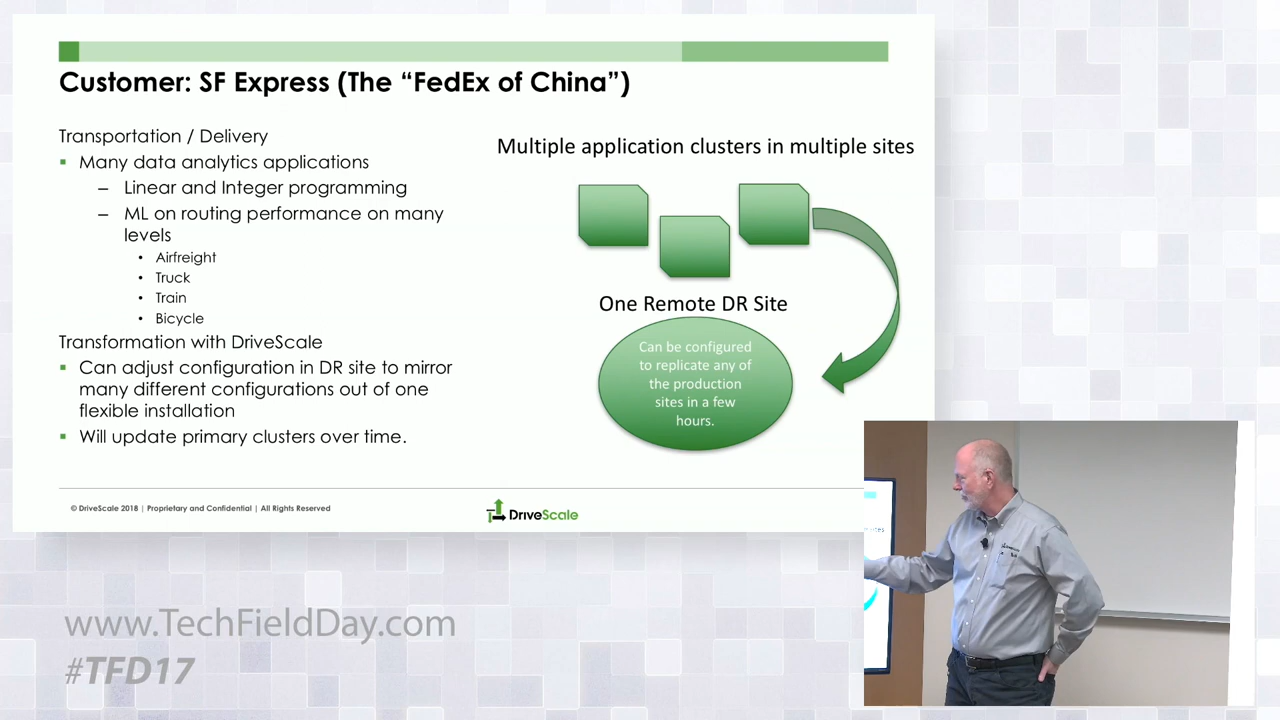 Customer: SF Express (The “FedEx of China”)
Transportation / Delivery
▪ Many data analytics applications
– Linear and Integer programming
– ML on routing performance on many
levels
• Airfreight
• Truck
• Train
• Bicycle
Transformation with DriveScale
▪ Can adjust configuration in DR site to mirror
many different configurations out of one
flexible installation
▪ Will update primary clusters over time.
Multiple application clusters in multiple sites
One Remote DR Site
Can be configured
to replicate any of
the production
sites in a few
hours.
© DriveScale 2018 | Proprietary and Confidential | All Rights Reserved
DriveScale
www.TechFieldDay.com
#TFD17